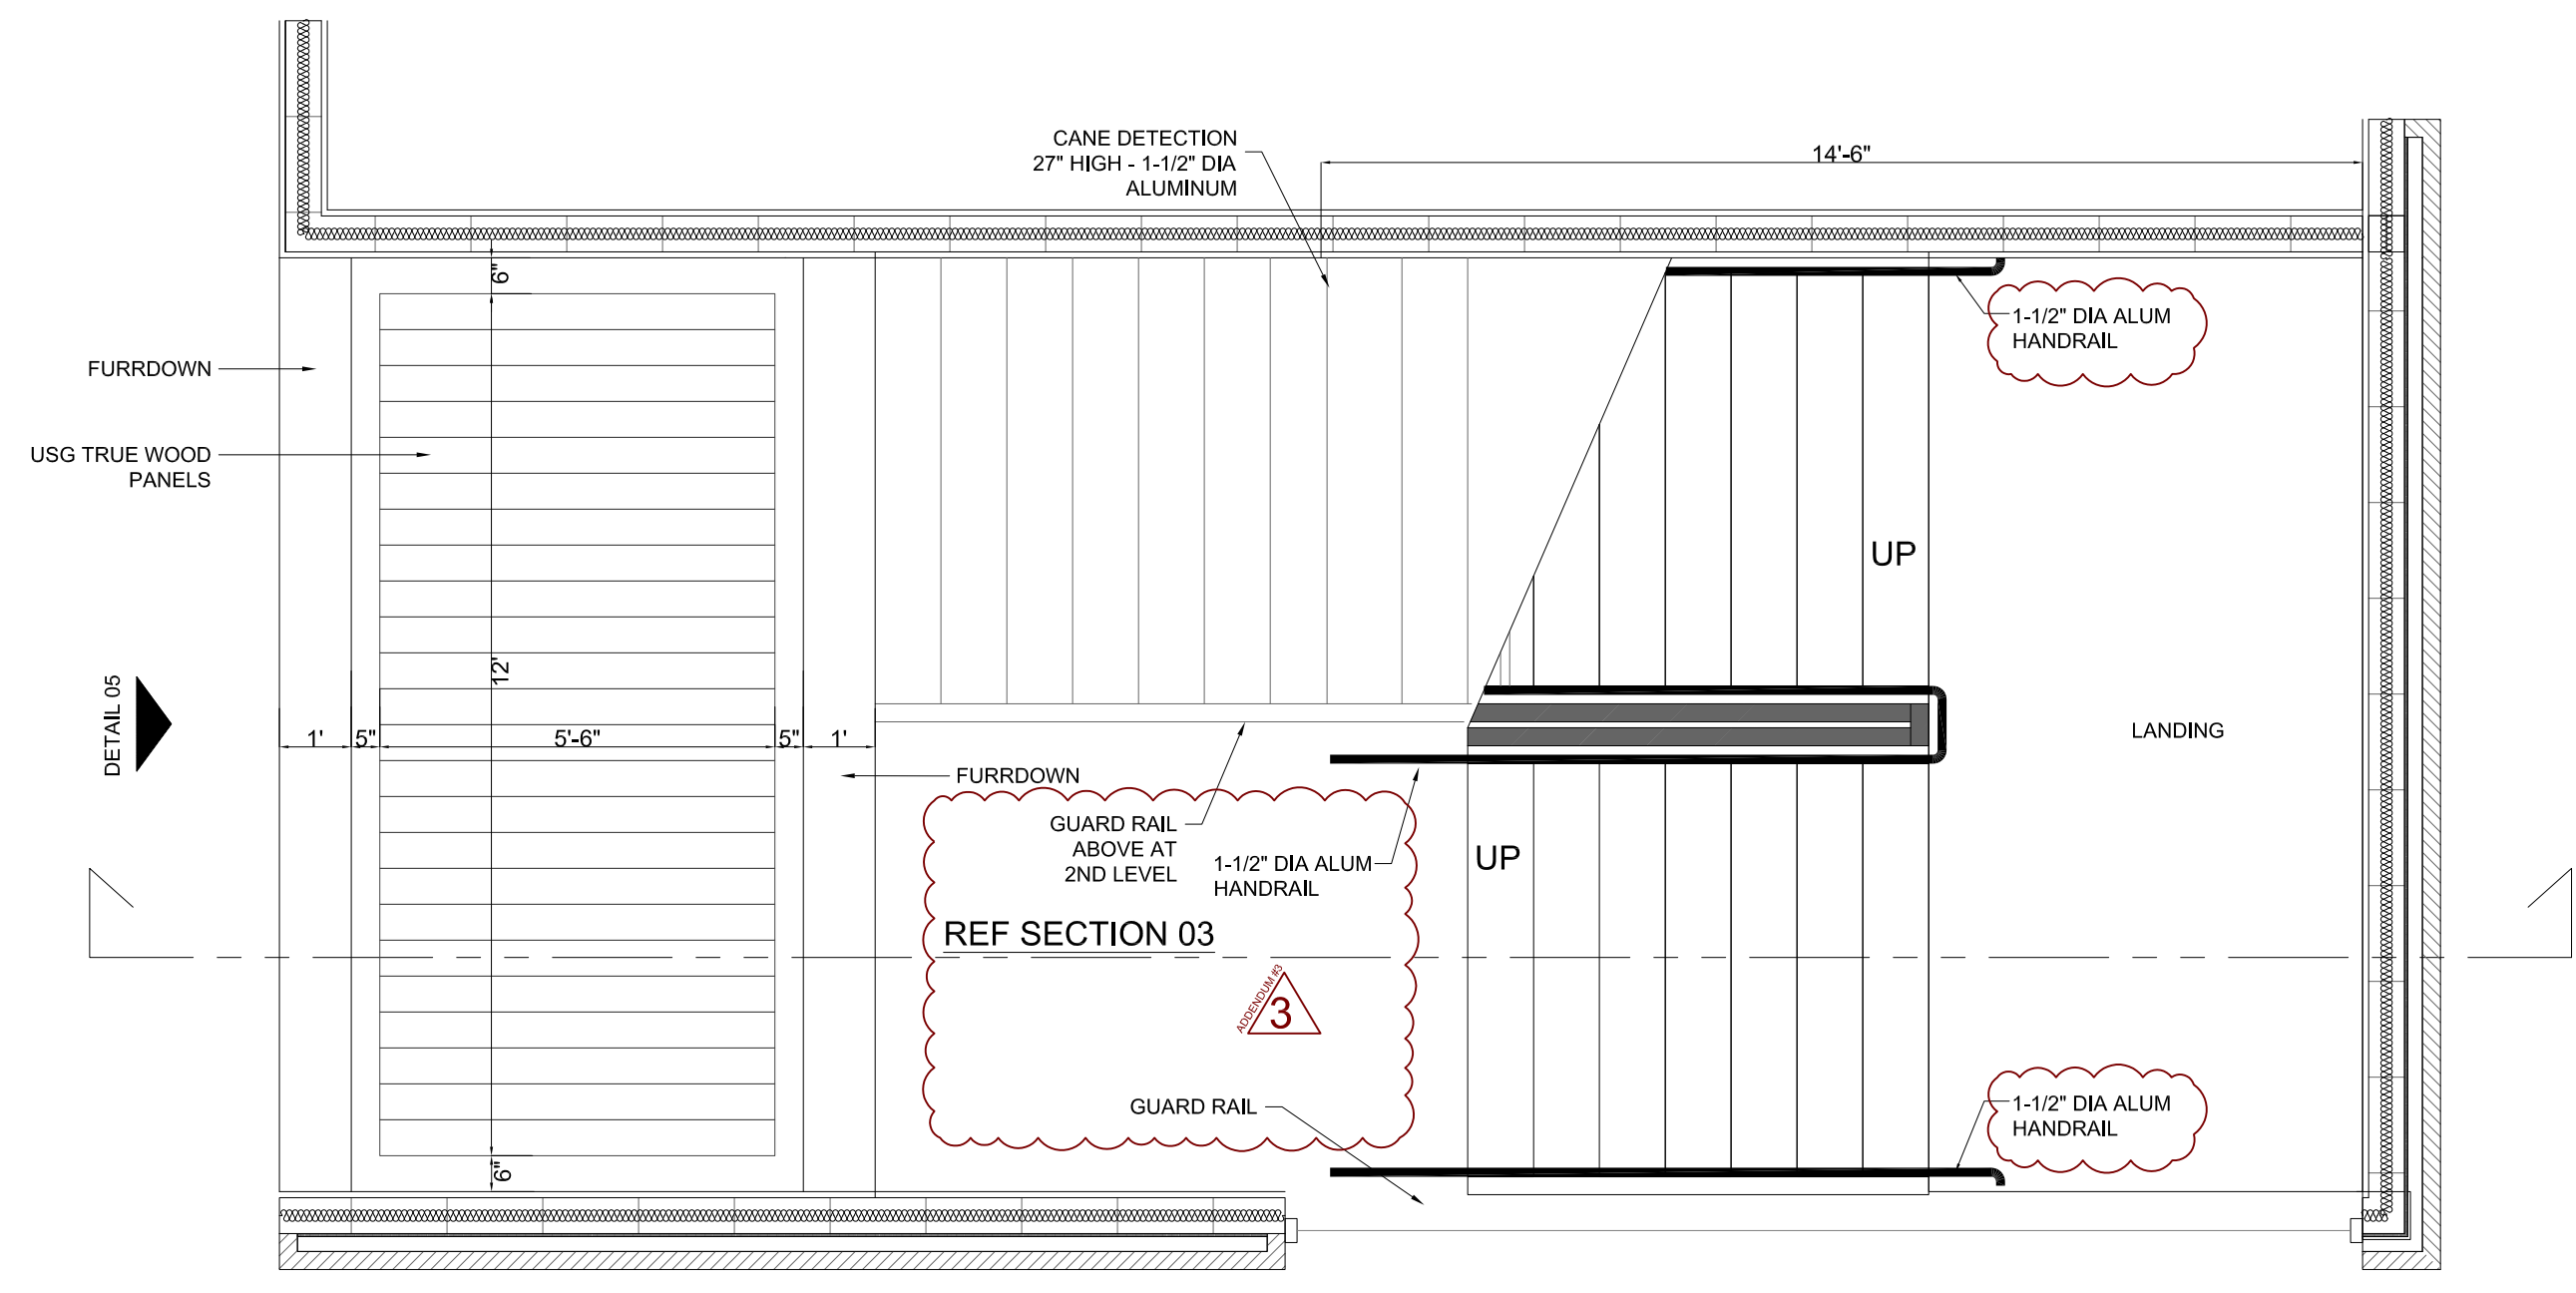 CANE DETECTION
27" HIGH - 1-1/2" DIA
ALUMINUM
14'-6"
6"
1-1/2" DIA ALUM
HANDRAIL
FURRDOWN
USG TRUE WOOD
PANELS
UP
12'
DETAIL 05
1'
5"
5'-6"
5"
1'
LANDING
FURRDOWN
GUARD RAIL
ABOVE AT
2ND LEVEL
1-1/2" DIA ALUM
HANDRAIL
UP
REF SECTION 03
ADDENDUM #3
3
GUARD RAIL
1-1/2" DIA ALUM
HANDRAIL
6"